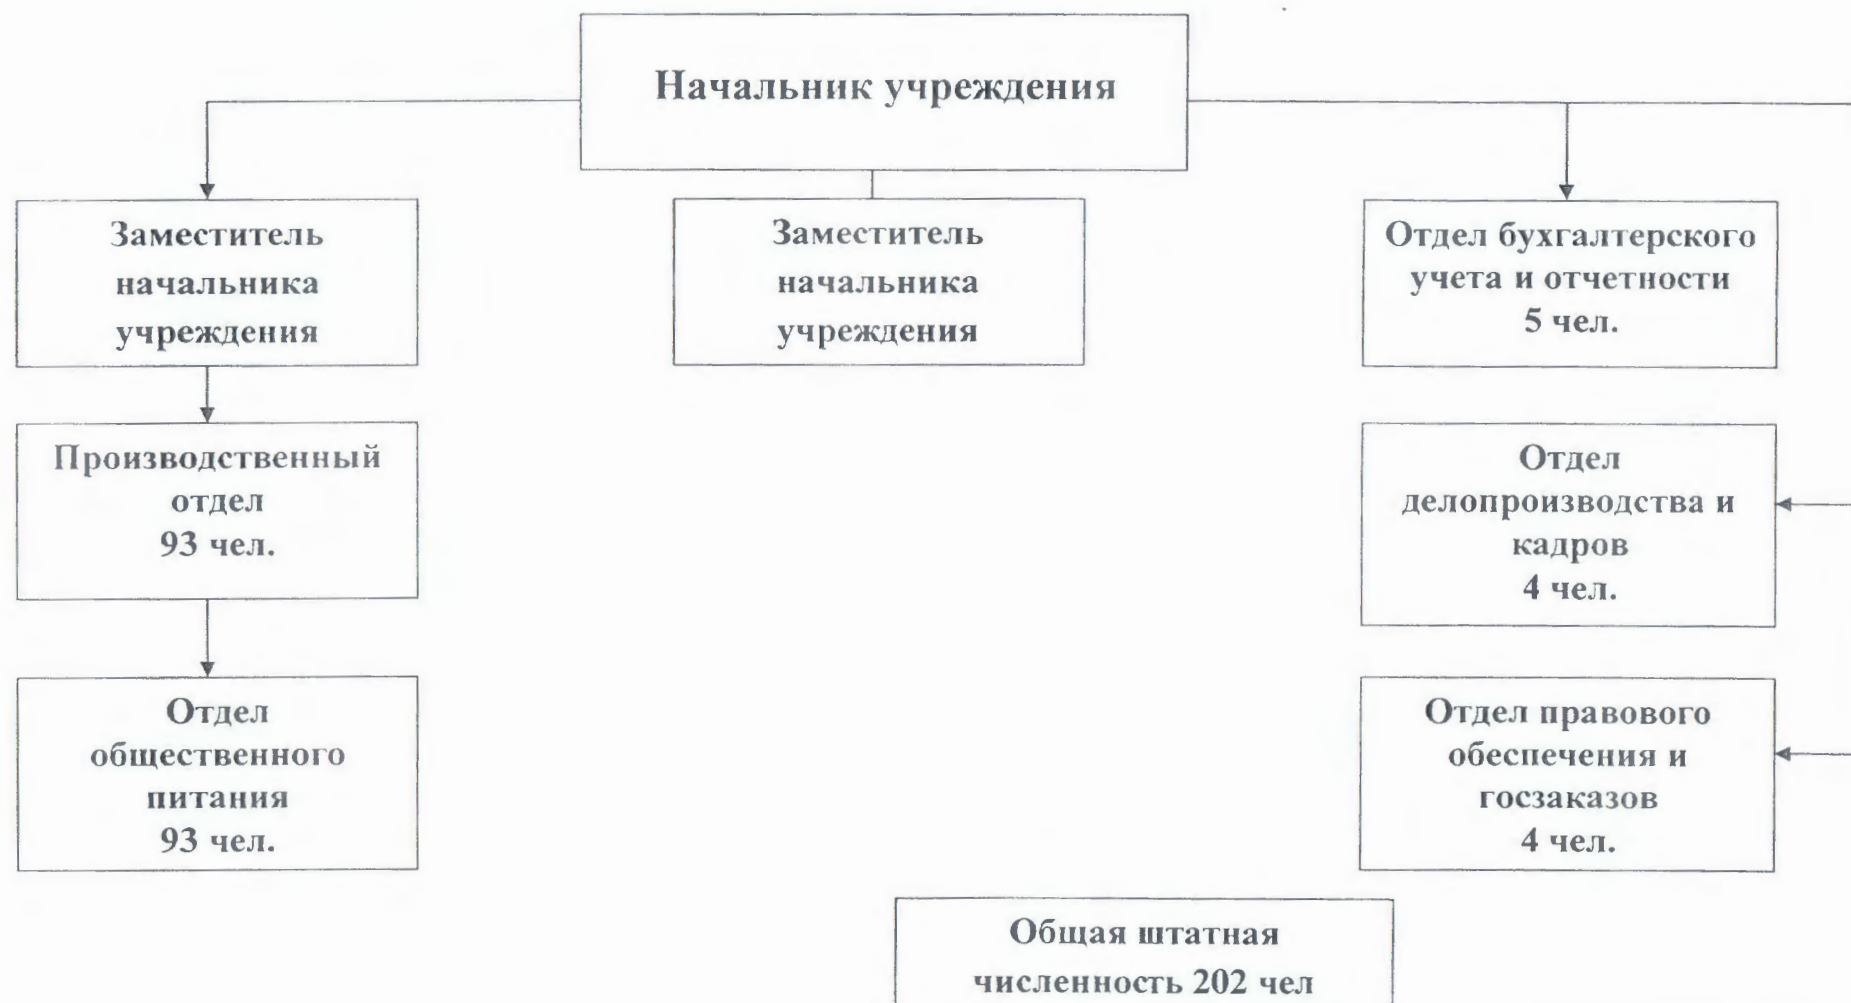 Начальник учреждения
Заместитель
начальника
учреждения
Заместитель
начальника
учреждения
Отдел бухгалтерского
учета и отчетности
5 чел.
Производственный
отдел
93 чел.
Отдел
делопроизводства и
кадров
4 чел.
Отдел
общественного
питания
93 чел.
Отдел правового
обеспечения и
госзаказов
4 чел.
Общая штатная
численность 202 чел